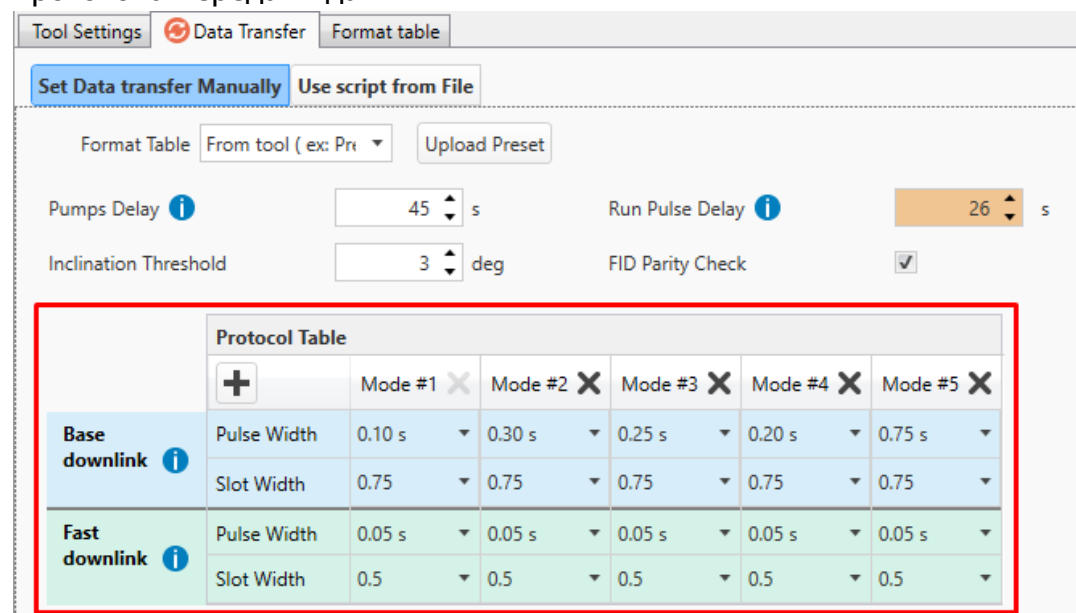 Tool Settings Data Transfer Format table
Set Data transfer Manually Use script from File
Format Table From tool ( ex: Pre Upload Preset
Pumps Delay i 45 s Run Pulse Delay i 26 s
Inclination Threshold 3 deg FID Parity Check
Protocol Table
Mode #1 Mode #2 Mode #3 Mode #4 Mode #5
Base downlink i Pulse Width 0.10 s 0.30 s 0.25 s 0.20 s 0.75 s
Slot Width 0.75 0.75 0.75 0.75 0.75
Fast downlink i Pulse Width 0.05 s 0.05 s 0.05 s 0.05 s 0.05 s
Slot Width 0.5 0.5 0.5 0.5 0.5